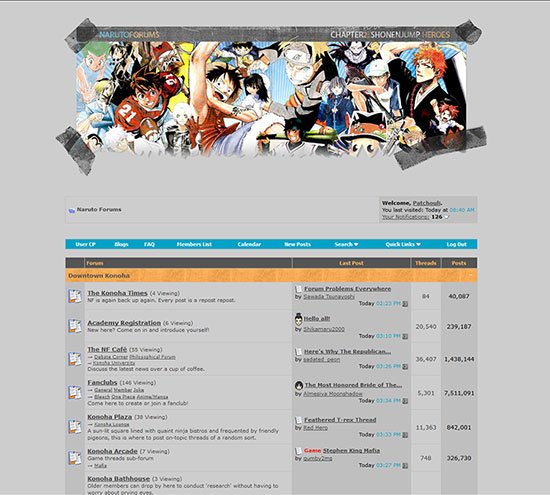 NARUTOFORUMS
CHAPTER2: SHONENJUMP HEROES
Naruto Forums
Welcome, Patchouli.
You last visited: Today at 08:40 AM
Your Notifications: 126
User CP Blogs FAQ Members List Calendar New Posts Search Quick Links Log Out
Forum Last Post Threads Posts
Downtown Konoha
The Konoha Times (4 Viewing)
NF is again back up again. Every post is a repost repost.
Forum Problems Everywhere
by Sawada Tsunayoshi
Today 03:23 PM
84 40,087
Academy Registration (6 Viewing)
New here? Come on in and introduce yourself!
Hello all!
by Shikamaru2000
Today 03:10 PM
20,540 239,187
The NF Café (55 Viewing)
Debate Corner Philosophical Forum
Konoha University
Discuss the latest news over a cup of coffee.
Here's Why The Republican...
by sadated_peon
Today 03:26 PM
36,407 1,438,144
Fanclubs (146 Viewing)
General Member Joke
Bleach One Piece Anime/Manga
Come here to create or join a fanclub!
The Most Honored Bride of The...
by Almesiva Moonshadow
Today 03:34 PM
5,301 7,511,091
Konoha Plaza (38 Viewing)
Konoha Lounge
A sun-lit square lined with quaint ninja bistros and frequented by friendly
pigeons, this is where to post on-topic threads of a random sort.
Feathered T-rex Thread
by Red Hero
Today 03:33 PM
11,363 842,001
Konoha Arcade (7 Viewing)
Game threads sub-forum
Mafia
Game Stephen King Mafia
by gumby2ms
Today 03:27 PM
748 326,730
Konoha Bathhouse (3 Viewing)
Older members can drop by here to conduct 'research' without having to
worry about prying eyes.